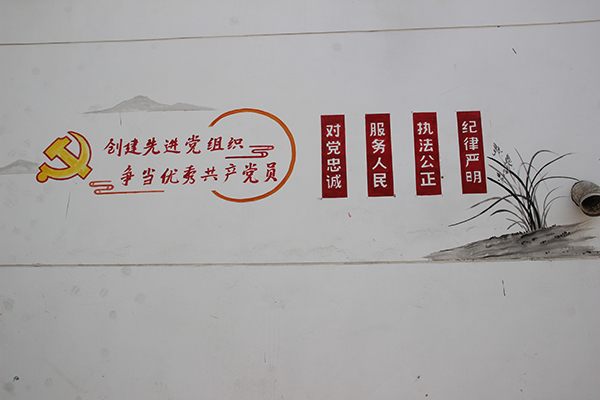 创建先进党组织
争当优秀共产党员
对党忠诚
服务人民
执法公正
纪律严明